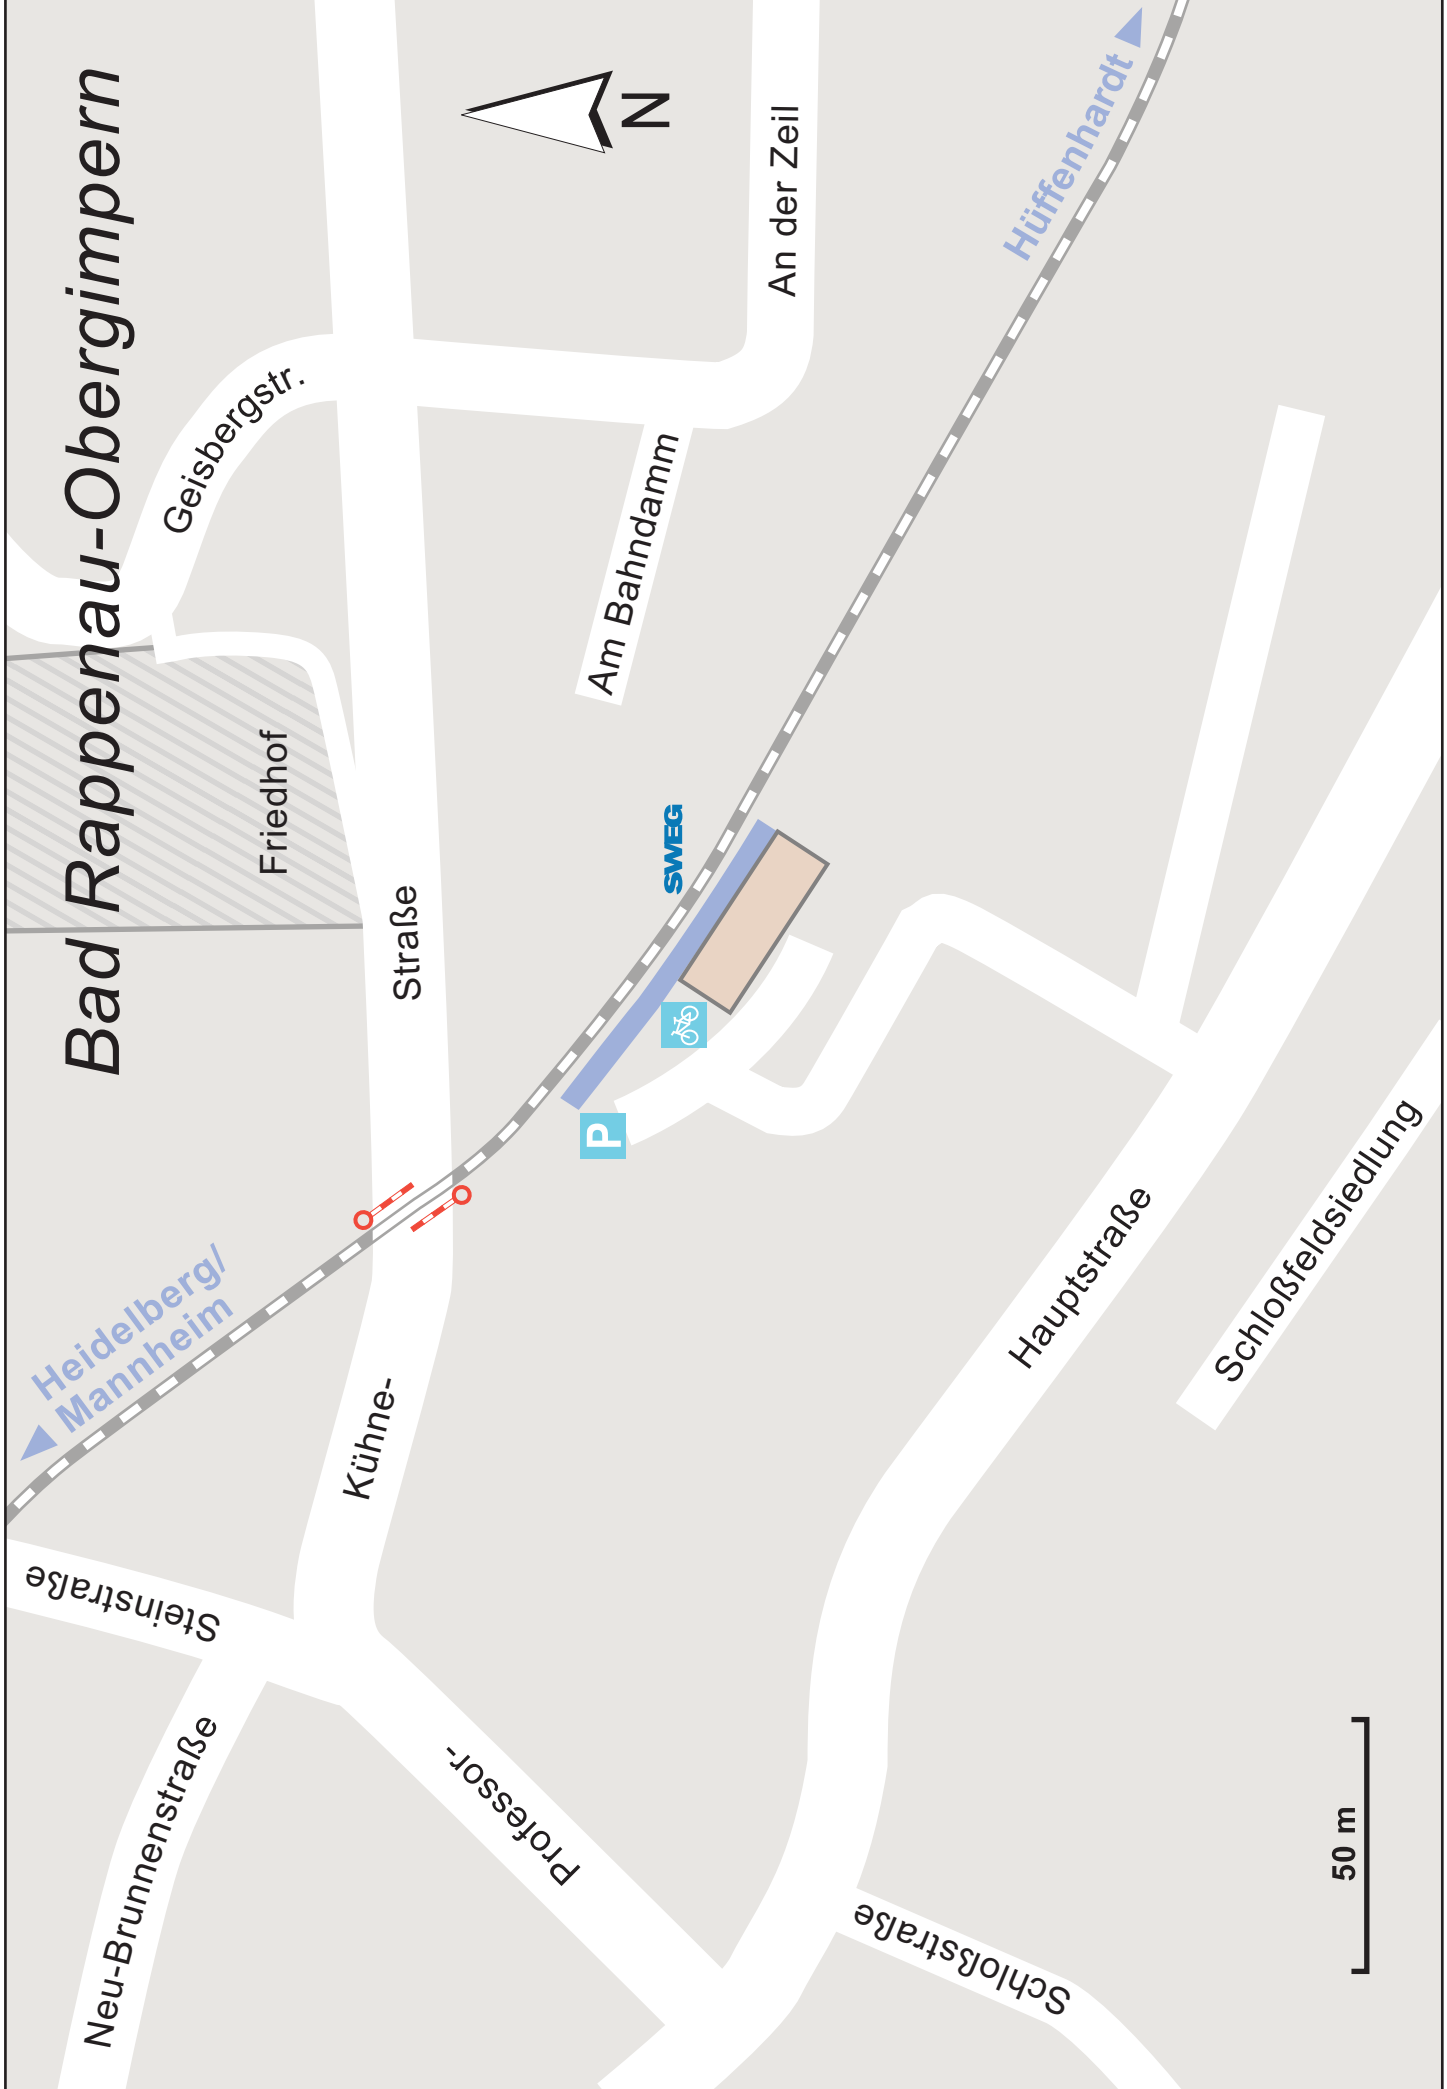 Bad Rappenau-Obergimpern
Heidelberg/
Mannheim
Steinstraße
Neu-Brunnenstraße
Geisbergstr.
Friedhof
N
Professor-
Kühne-
Straße
An der Zeil
Am Bahndamm
SWEG
P
Hüffenhardt
Hauptstraße
Schloßfeldsiedlung
Schloßstraße
50 m